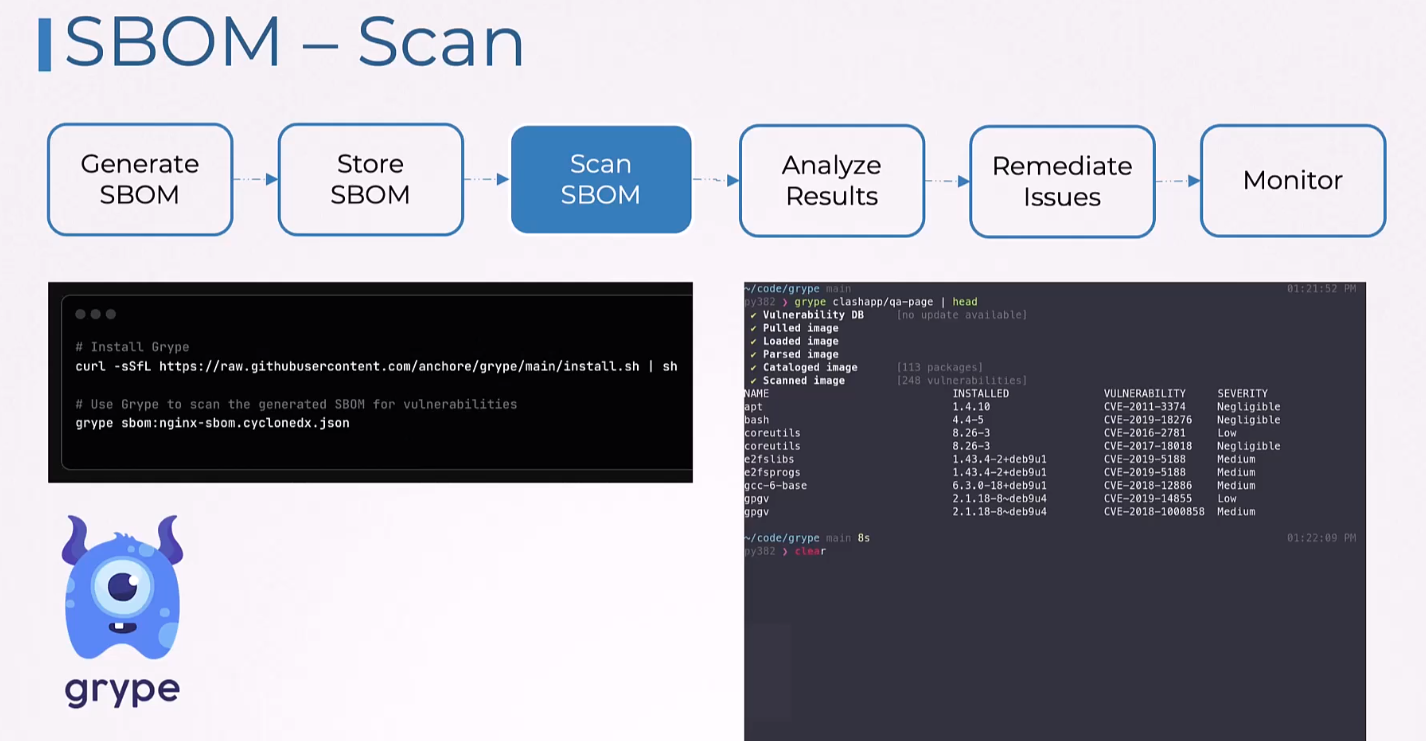 SBOM – Scan
Generate
SBOM
Store
SBOM
Scan
SBOM
Analyze
Results
Remediate
Issues
Monitor
# Install Grype
curl -sSfL https://raw.githubusercontent.com/anchore/grype/main/install.sh | sh
# Use Grype to scan the generated SBOM for vulnerabilities
grype sbom:nginx-sbom.cyclonedx.json
grype
~/code/grype main 01:21:52 PM
py382 ❯ grype clashapp/qa-page | head
✔ Vulnerability DB [no update available]
✔ Pulled image
✔ Loaded image
✔ Parsed image
✔ Cataloged image [113 packages]
✔ Scanned image [248 vulnerabilities]
NAME INSTALLED VULNERABILITY SEVERITY
apt 1.4.10 CVE-2011-3374 Negligible
bash 4.4-5 CVE-2019-18276 Negligible
coreutils 8.26-3 CVE-2016-2781 Low
coreutils 8.26-3 CVE-2017-18018 Negligible
e2fslibs 1.43.4-2+deb9u1 CVE-2019-5188 Medium
e2fsprogs 1.43.4-2+deb9u1 CVE-2019-5188 Medium
gcc-6-base 6.3.0-18+deb9u1 CVE-2018-12886 Medium
gpgv 2.1.18-8~deb9u4 CVE-2019-14855 Low
gpgv 2.1.18-8~deb9u4 CVE-2018-1000858 Medium
~/code/grype main 8s 01:22:09 PM
py382 ❯ clear